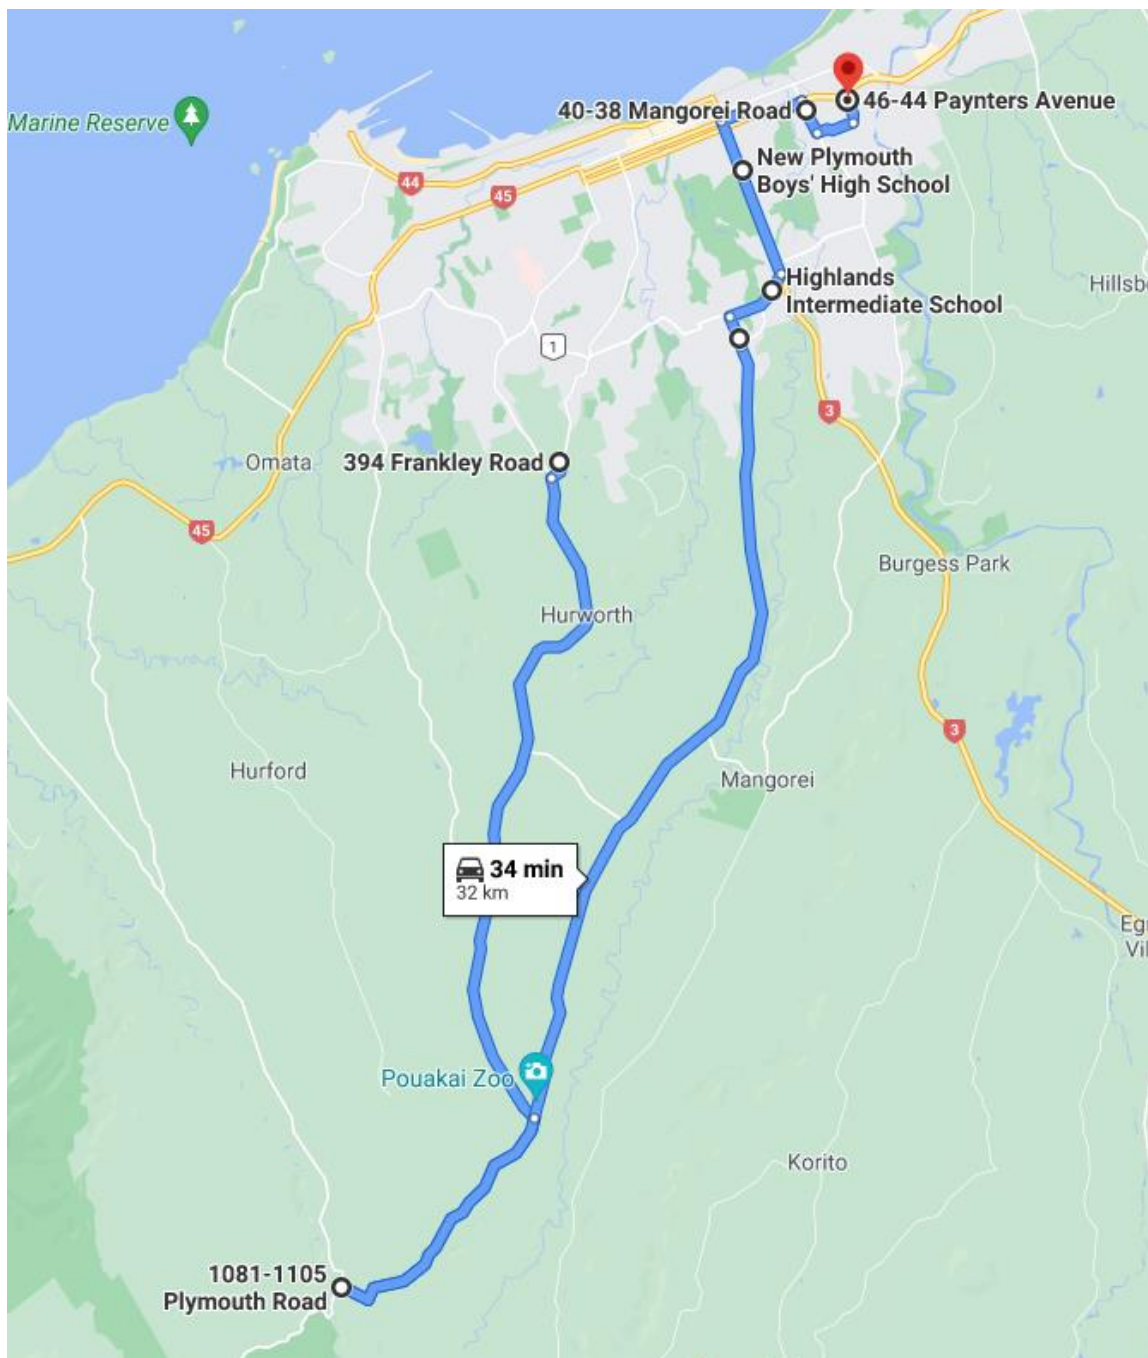 Marine Reserve
40-38 Mangorei Road
46-44 Paynters Avenue
New Plymouth
Boys' High School
44
45
Highlands
Intermediate School
Hillsb
1
3
394 Frankley Road
Omata
45
Burgess Park
Hurworth
3
Hurford
Mangorei
34 min
32 km
Eg
Vil
Pouakai Zoo
Korito
1081-1105
Plymouth Road